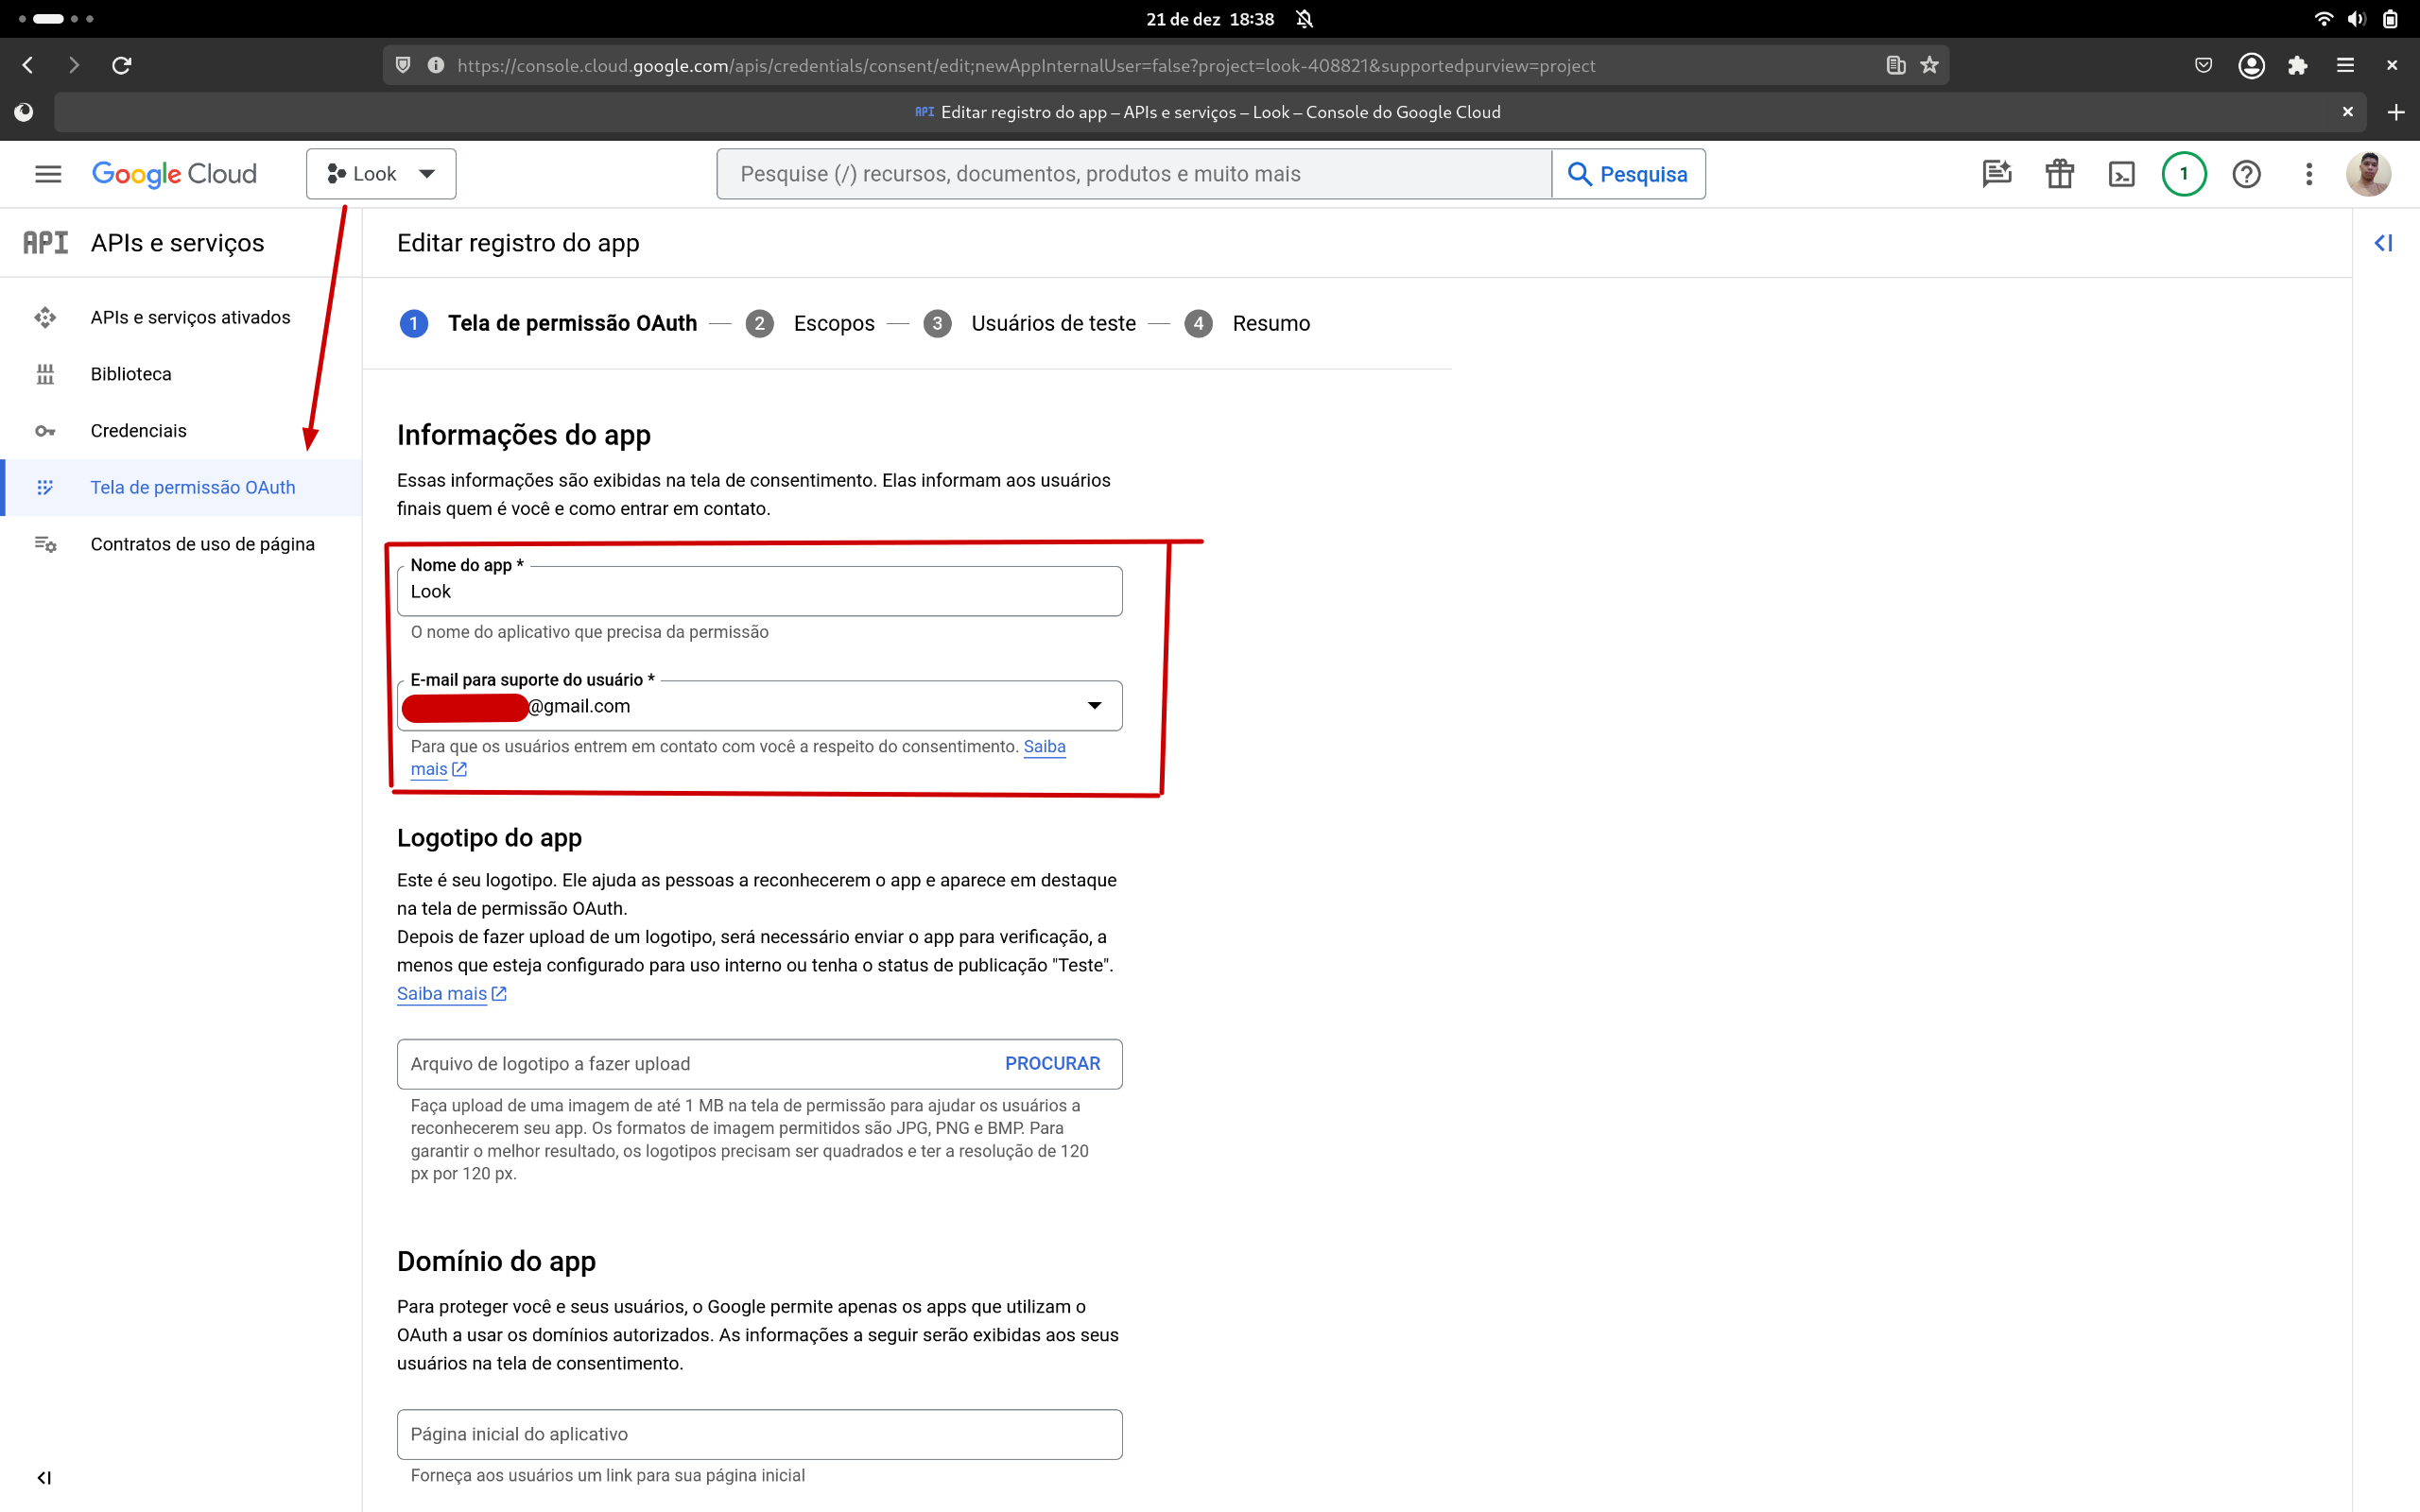 21 de dez 18:38
https://console.cloud.google.com/apis/credentials/consent/edit;newAppInternalUser=false?project=look-408821&supportedpurview=project
API Editar registro do app – APIs e serviços – Look – Console do Google Cloud
Google Cloud
Look
Pesquise (/) recursos, documentos, produtos e muito mais
Pesquisa
1
API APIs e serviços
Editar registro do app
APIs e serviços ativados
Biblioteca
Credenciais
Tela de permissão OAuth
Contratos de uso de página
1 Tela de permissão OAuth — 2 Escopos — 3 Usuários de teste — 4 Resumo
Informações do app
Essas informações são exibidas na tela de consentimento. Elas informam aos usuários
finais quem é você e como entrar em contato.
Nome do app *
Look
O nome do aplicativo que precisa da permissão
E-mail para suporte do usuário *
@gmail.com
Para que os usuários entrem em contato com você a respeito do consentimento. Saiba
mais
Logotipo do app
Este é seu logotipo. Ele ajuda as pessoas a reconhecerem o app e aparece em destaque
na tela de permissão OAuth.
Depois de fazer upload de um logotipo, será necessário enviar o app para verificação, a
menos que esteja configurado para uso interno ou tenha o status de publicação "Teste".
Saiba mais
Arquivo de logotipo a fazer upload
PROCURAR
Faça upload de uma imagem de até 1 MB na tela de permissão para ajudar os usuários a
reconhecerem seu app. Os formatos de imagem permitidos são JPG, PNG e BMP. Para
garantir o melhor resultado, os logotipos precisam ser quadrados e ter a resolução de 120
px por 120 px.
Domínio do app
Para proteger você e seus usuários, o Google permite apenas os apps que utilizam o
OAuth a usar os domínios autorizados. As informações a seguir serão exibidas aos seus
usuários na tela de consentimento.
Página inicial do aplicativo
Forneça aos usuários um link para sua página inicial